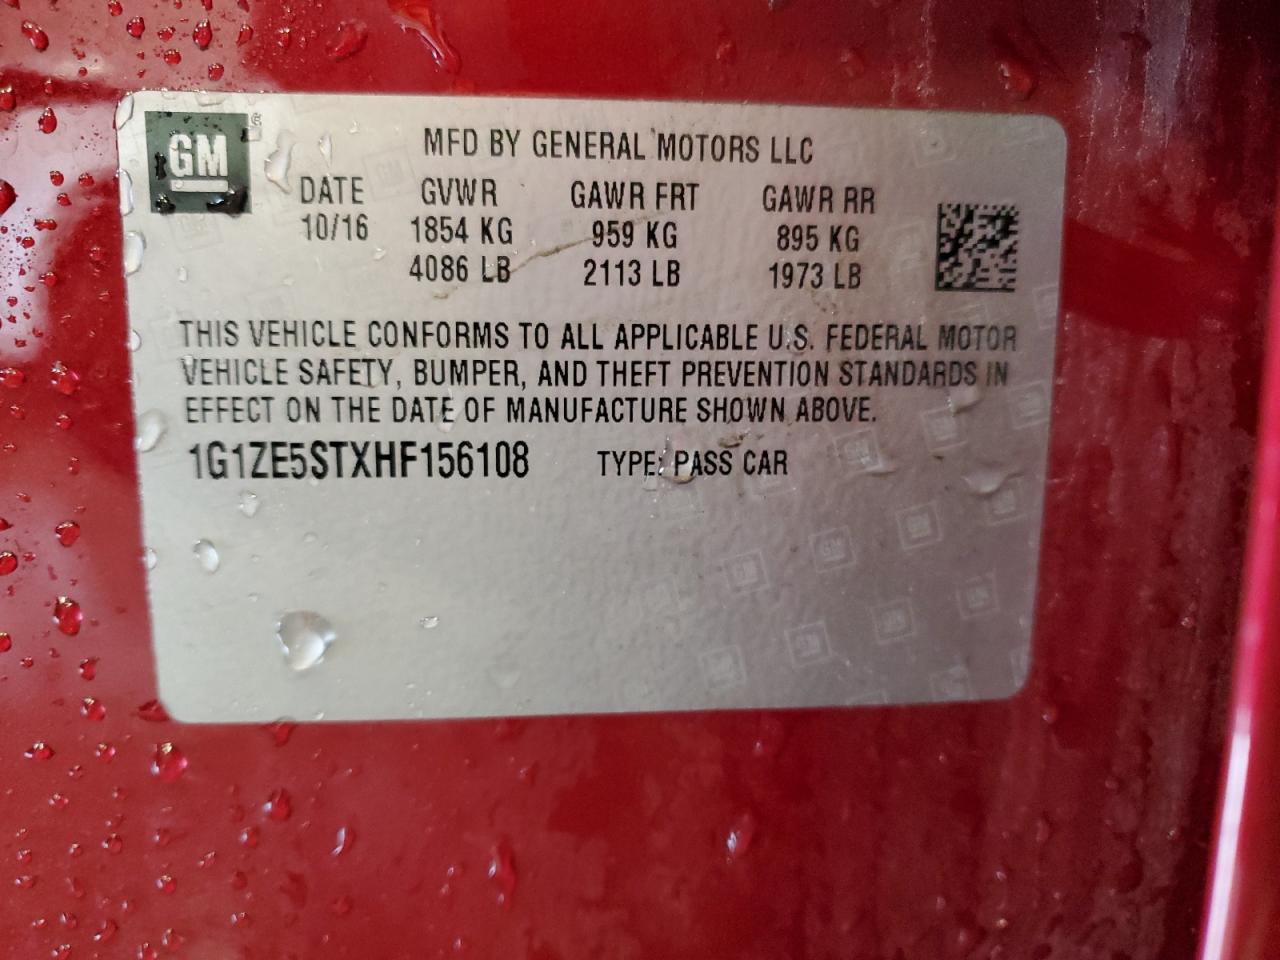 GM
MFD BY GENERAL MOTORS LLC
DATE GVWR GAWR FRT GAWR RR
10/16 1854 KG 959 KG 895 KG
4086 LB 2113 LB 1973 LB
THIS VEHICLE CONFORMS TO ALL APPLICABLE U.S. FEDERAL MOTOR
VEHICLE SAFETY, BUMPER, AND THEFT PREVENTION STANDARDS IN
EFFECT ON THE DATE OF MANUFACTURE SHOWN ABOVE.
1G1ZE5STXHF156108 TYPE: PASS CAR